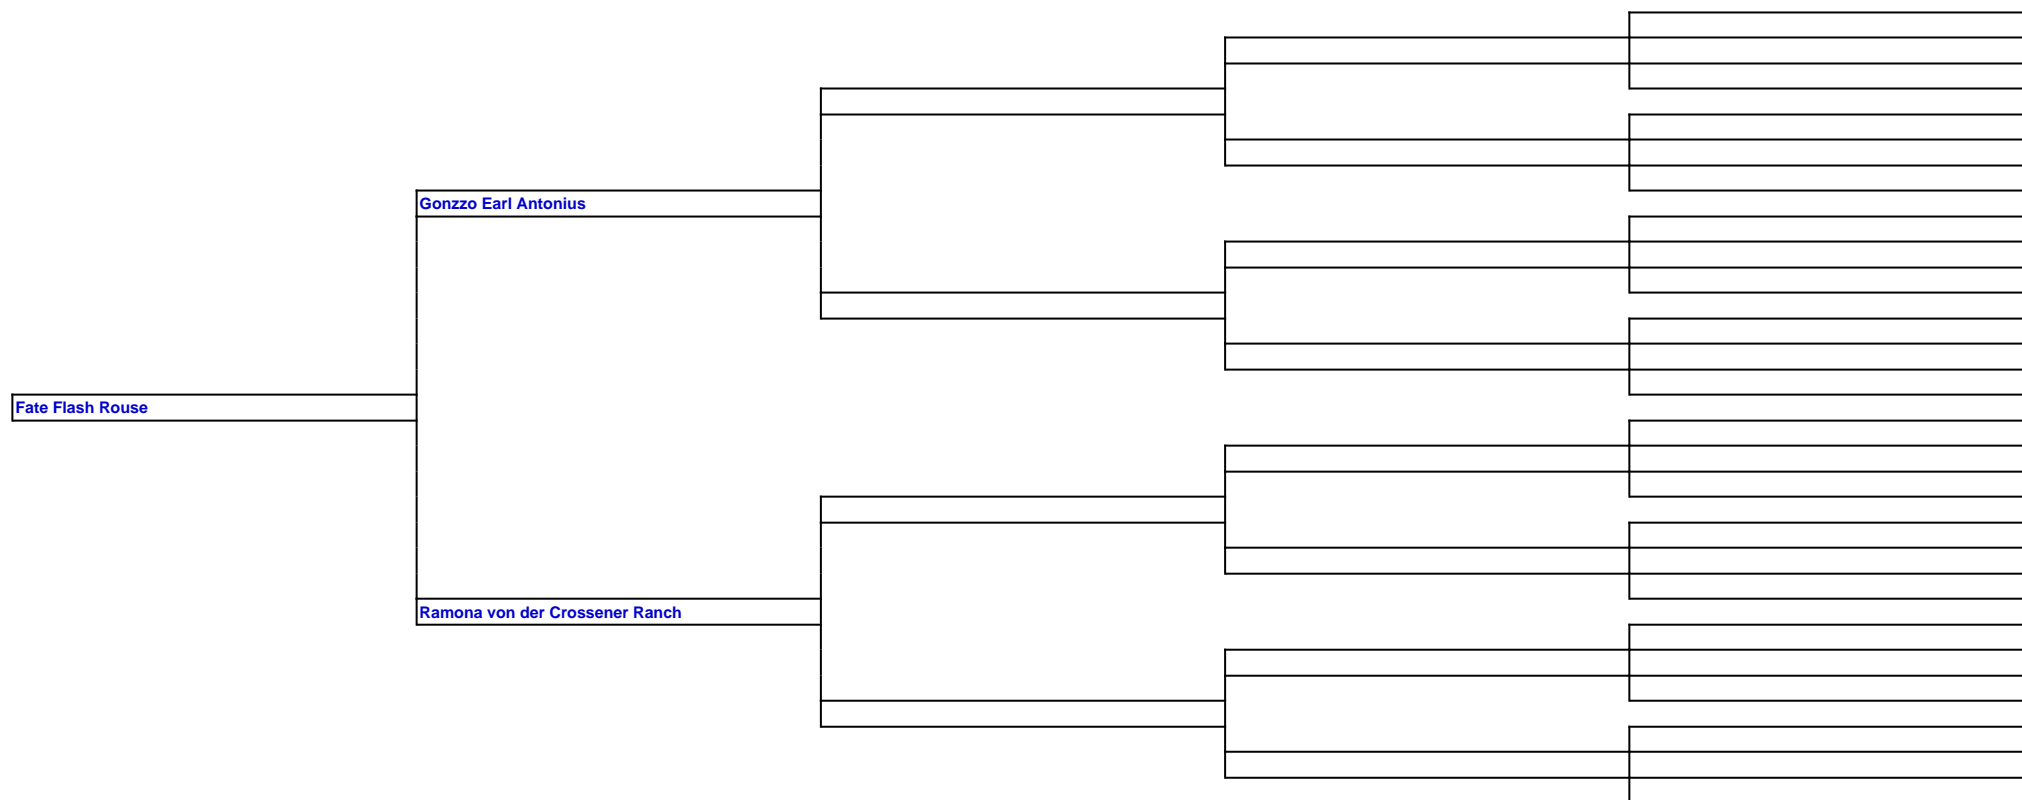 Gonzzo Earl Antonius
Fate Flash Rouse
Ramona von der Crossener Ranch